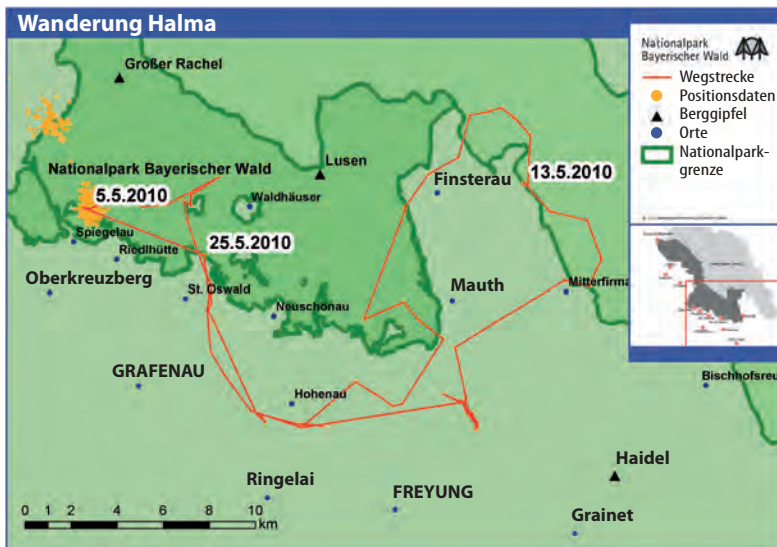 Wanderung Halma
Großer Rachel
Lusen
Nationalpark Bayerischer Wald
5.5.2010
Waldhäuser
Finsterau
13.5.2010
Spiegelau
Riedlhütte
25.5.2010
Oberkreuzberg
St. Oswald
Neuschönau
Mauth
Mitterfirma
GRAFENAU
Hohenau
Bischhofsreu
Haidel
Ringelai
FREYUNG
Grainet
0 1 2 4 6 8 10
km
Nationalpark
Bayerischer Wald
Wegstrecke
Positionsdaten
Berggipfel
Orte
Nationalpark-
grenze